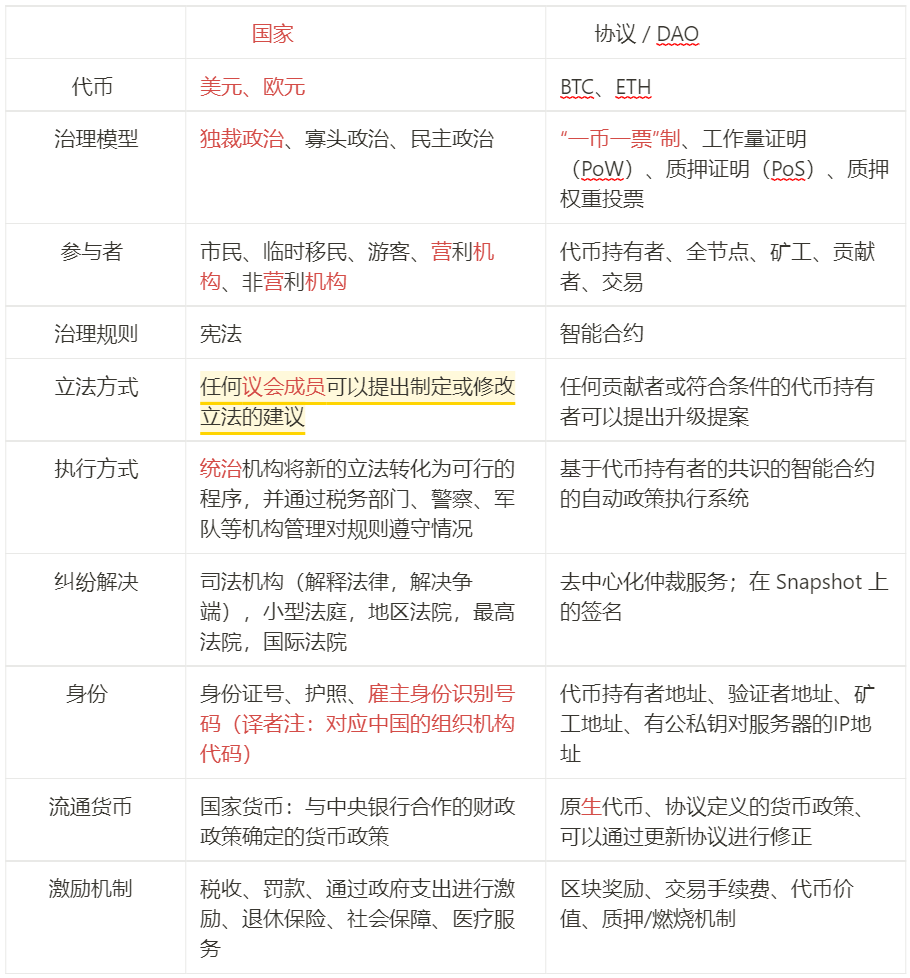 国家
协议 / DAO
代币
美元、欧元
BTC、ETH
治理模型
独裁政治、寡头政治、民主政治
“一币一票”制、工作量证明
（PoW）、质押证明（PoS）、质押
权重投票
参与者
市民、临时移民、游客、营利机
构、非营利机构
代币持有者、全节点、矿工、贡献
者、交易
治理规则
宪法
智能合约
立法方式
任何议会成员可以提出制定或修改
立法的建议
任何贡献者或符合条件的代币持有
者可以提出升级提案
执行方式
统治机构将新的立法转化为可行的
程序，并通过税务部门、警察、军
队等机构管理对规则遵守情况
基于代币持有者的共识的智能合约
的自动政策执行系统
纠纷解决
司法机构（解释法律，解决争
端），小型法庭，地区法院，最高
法院，国际法院
去中心化仲裁服务；在 Snapshot 上
的签名
身份
身份证号、护照、雇主身份识别号
码（译者注：对应中国的组织机构
代码）
代币持有者地址、验证者地址、矿
工地址、有公私钥对服务器的IP地
址
流通货币
国家货币：与中央银行合作的财政
政策确定的货币政策
原生代币、协议定义的货币政策、
可以通过更新协议进行修正
激励机制
税收、罚款、通过政府支出进行激
励、退休保险、社会保障、医疗服
务
区块奖励、交易手续费、代币价
值、质押/燃烧机制